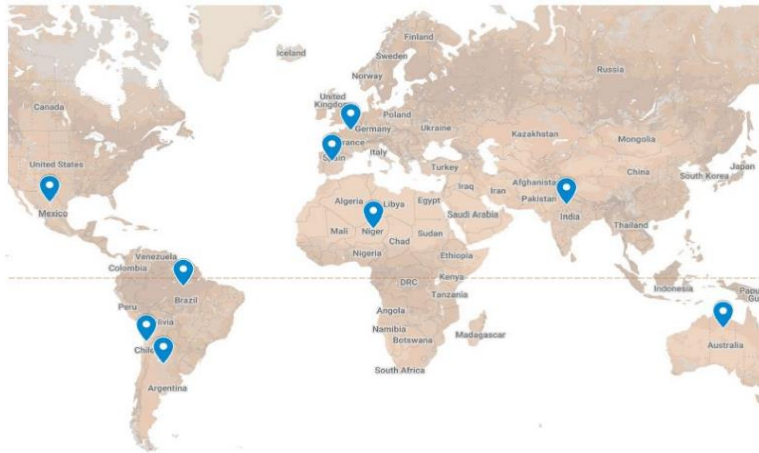 Iceland
Finland
Sweden
Norway
Russia
Canada
United
Kingdom
Poland
Germany
Ukraine
Kazakhstan
Mongolia
Spain
Italy
United States
Turkey
China
Japan
South Korea
Afghanistan
Iraq
Iran
Pakistan
Algeria
Libya
Egypt
Mexico
Saudi Arabia
India
Mali
Niger
Chad
Sudan
Thailand
Nigeria
Ethiopia
Venezuela
Colombia
Kenya
DRC
Indonesia
Brazil
Tanzania
Peru
Angola
Namibia
Botswana
Madagascar
Chile
Australia
South Africa
Argentina